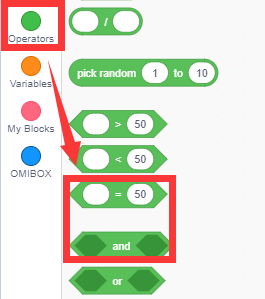 Operators
/
Variables
pick random 1 to 10
My Blocks
> 50
OMIBOX
< 50
= 50
and
or